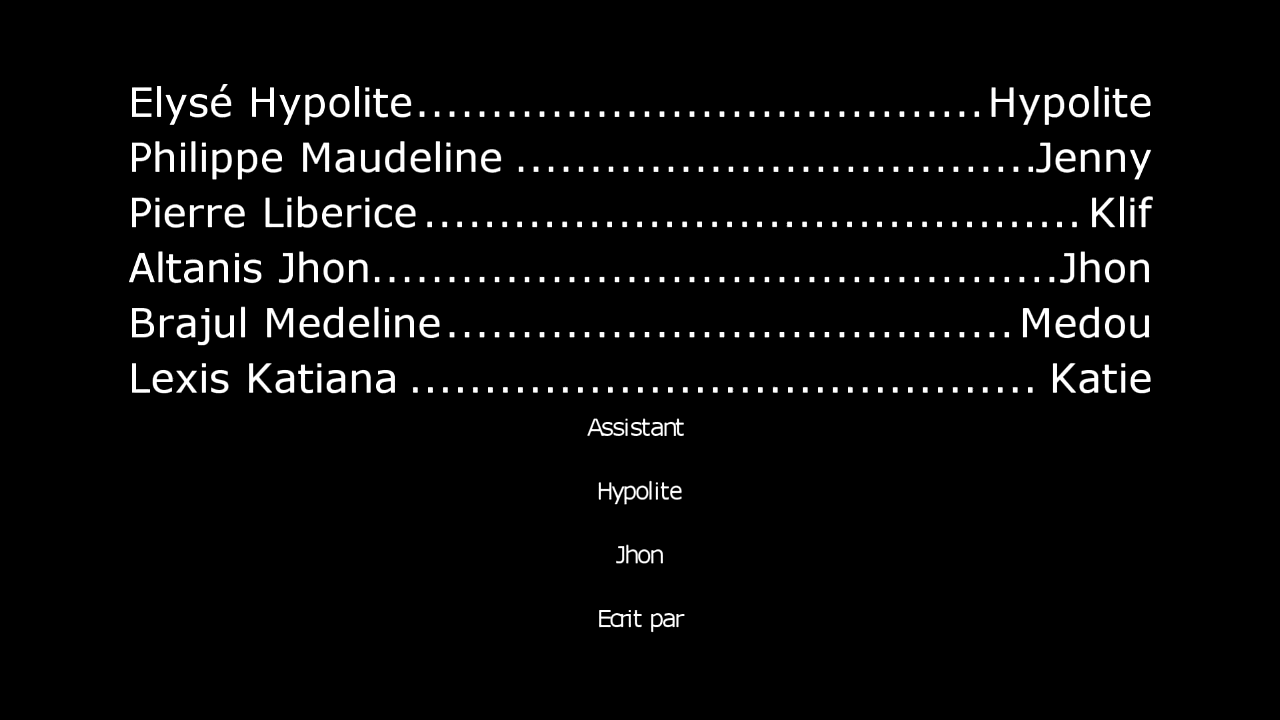 Elysé Hypolite......................................Hypolite
Philippe Maudeline ...................................Jenny
Pierre Liberice............................................ Klif
Altanis Jhon..............................................Jhon
Brajul Medeline...................................... Medou
Lexis Katiana .......................................... Katie
Assistant
Hypolite
Jhon
Ecrit par